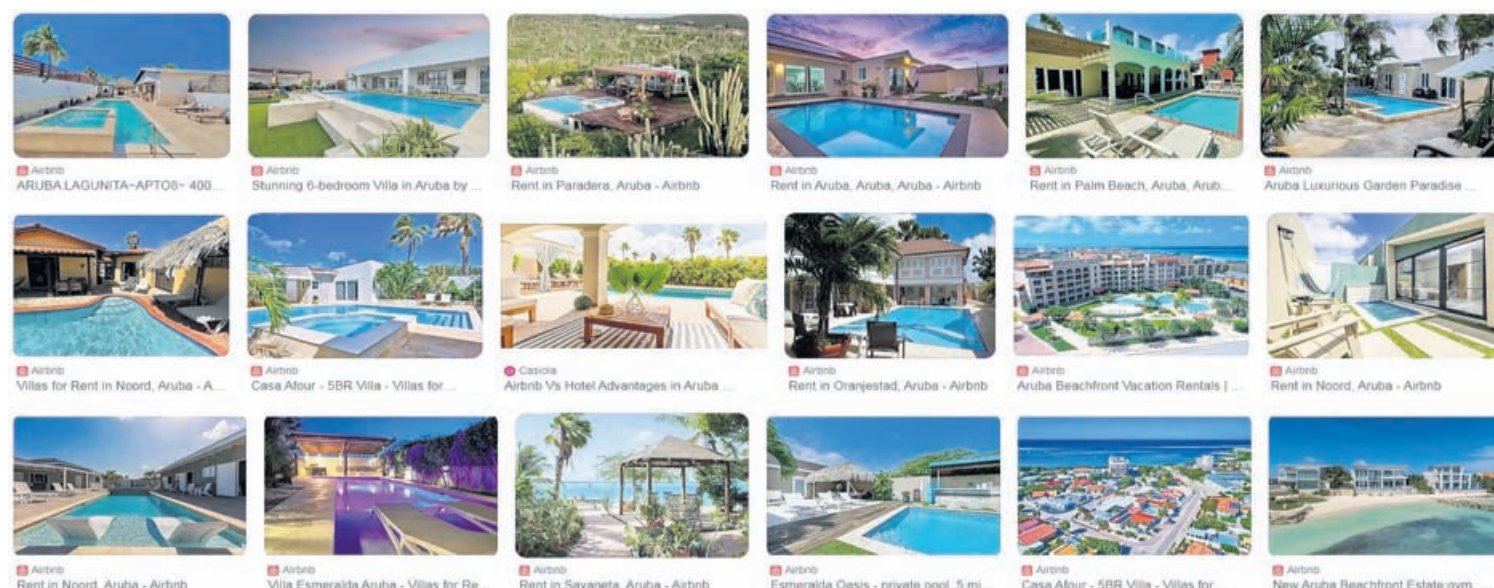 Airbnb
ARUBA.LAGUNITA~APTO6~ 400...
Airbnb
Stunning 6-bedroom Villa in Aruba by ...
Airbnb
Rent in Paradera, Aruba - Airbnb
Airbnb
Rent in Aruba, Aruba, Aruba - Airbnb
Airbnb
Rent in Palm Beach, Aruba, Arub...
Airbnb
Aruba Luxurious Garden Paradise ...
Airbnb
Villas for Rent in Noord, Aruba - A...
Airbnb
Casa Afour - 5BR Villa - Villas for ...
Casiola
Airbnb Vs Hotel Advantages in Aruba ...
Airbnb
Rent in Oranjestad, Aruba - Airbnb
Airbnb
Aruba Beachfront Vacation Rentals | ...
Airbnb
Rent in Noord, Aruba - Airbnb
Airbnb
Rent in Noord, Aruba - Airbnb
Airbnb
Villa Esmeralda Aruba - Villas for Re...
Airbnb
Rent in Savaneta, Aruba - Airbnb
Airbnb
Esmeralda Oasis - private pool, 5 mi...
Airbnb
Casa Afour - 5BR Villa - Villas for ...
Airbnb
New Aruba Beachfront Estate:gym, ...